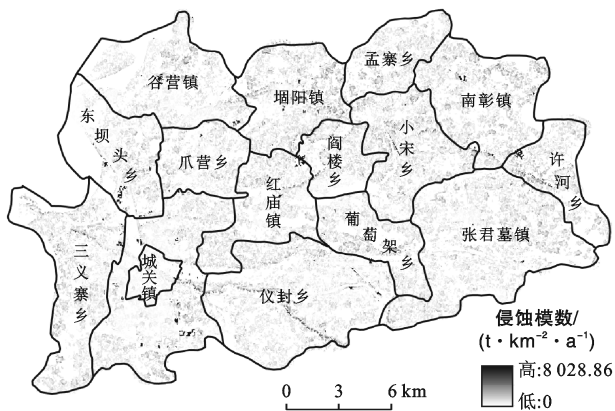 孟寨乡
谷营镇
堌阳镇
南彰镇
东坝头乡
爪营乡
阎楼乡
小宋乡
许河乡
红庙镇
葡萄架乡
张君墓镇
三义寨乡
城关镇
仪封乡
侵蚀模数/
(t·km⁻²·a⁻¹)
高:8 028.86
低:0
0 3 6 km